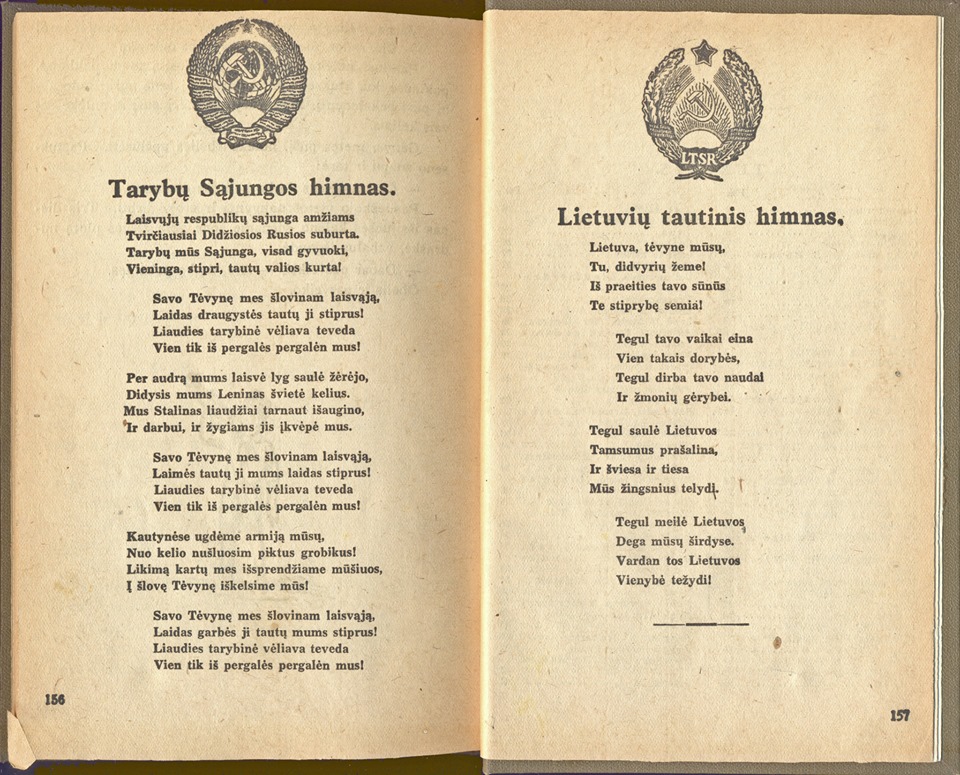 Tarybų Sąjungos himnas.
Laisvųjų respublikų sąjunga amžiams
Tvirčiausiai Didžiosios Rusios suburta.
Tarybų mūs Sąjunga, visad gyvuoki,
Vieninga, stipri, tautų valios kurta!
Savo Tėvynę mes šlovinam laisvąją,
Laidas draugystės tautų ji stiprus!
Liaudies tarybinė vėliava teveda
Vien tik iš pergalės pergalėn mus!
Per audrą mums laisvė lyg saulė žėrėjo,
Didysis mums Leninas švietė kelius.
Mus Stalinas liaudžiai tarnaut išaugino,
Ir darbui, ir žygiams jis įkvėpė mus.
Savo Tėvynę mes šlovinam laisvąją,
Laimės tautų ji mums laidas stiprus!
Liaudies tarybinė vėliava teveda
Vien tik iš pergalės pergalėn mus!
Kautynėse ugdėme armiją mūsų,
Nuo kelio nušluosim piktus grobikus!
Likimą kartų mes išsprendžiame mūšiuos,
Į šlovę Tėvynę iškelsime mūs!
Savo Tėvynę mes šlovinam laisvąją,
Laidas garbės ji tautų mums stiprus!
Liaudies tarybinė vėliava teveda
Vien tik iš pergalės pergalėn mus!
156
LTSR
Lietuvių tautinis himnas.
Lietuva, tėvyne mūsų,
Tu, didvyrių žeme!
Iš praeities tavo sūnūs
Te stiprybę semia!
Tegul tavo vaikai eina
Vien takais dorybės,
Tegul dirba tavo naudai
Ir žmonių gėrybei.
Tegul saulė Lietuvos
Tamsumus prašalina,
Ir šviesa ir tiesa
Mūs žingsnius telydi.
Tegul meilė Lietuvos
Dega mūsų širdyse.
Vardan tos Lietuvos
Vienybė težydi!
157